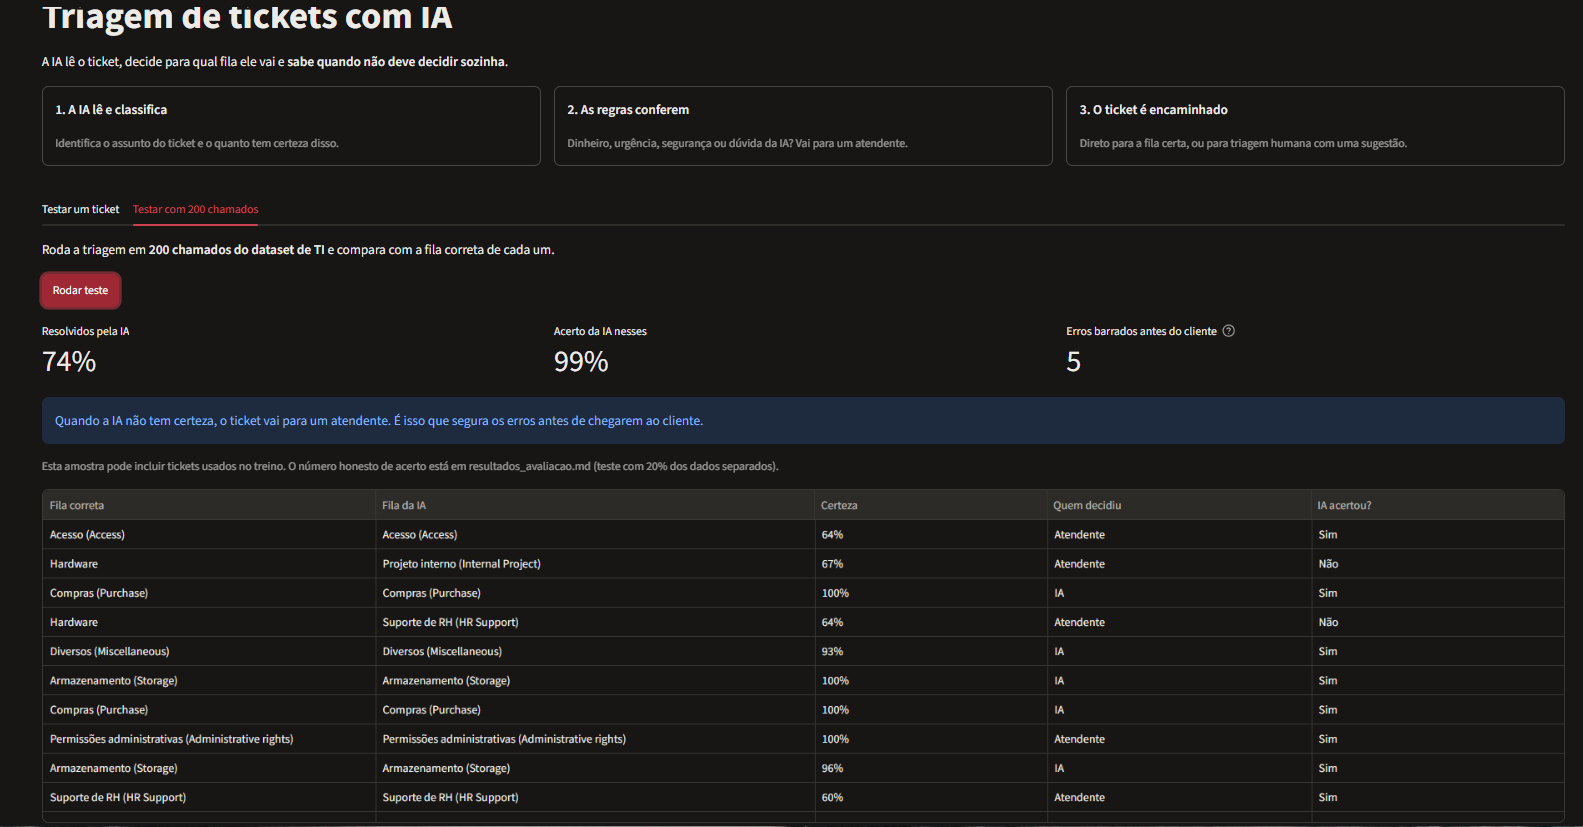 Triagem de tickets com IA
A IA lê o ticket, decide para qual fila ele vai e sabe quando não deve decidir sozinha.
1. A IA lê e classifica
Identifica o assunto do ticket e o quanto tem certeza disso.
2. As regras conferem
Dinheiro, urgência, segurança ou dúvida da IA? Vai para um atendente.
3. O ticket é encaminhado
Direto para a fila certa, ou para triagem humana com uma sugestão.
Testar um ticket Testar com 200 chamados
Roda a triagem em 200 chamados do dataset de TI e compara com a fila correta de cada um.
Rodar teste
Resolvidos pela IA
74%
Acerto da IA nesses
99%
Erros barrados antes do cliente
5
Quando a IA não tem certeza, o ticket vai para um atendente. É isso que segura os erros antes de chegarem ao cliente.
Esta amostra pode incluir tickets usados no treino. O número honesto de acerto está em resultados_avaliacao.md (teste com 20% dos dados separados).
Fila correta Fila da IA Certeza Quem decidiu IA acertou?
Acesso (Access) Acesso (Access) 64% Atendente Sim
Hardware Projeto interno (Internal Project) 67% Atendente Não
Compras (Purchase) Compras (Purchase) 100% IA Sim
Hardware Suporte de RH (HR Support) 64% Atendente Não
Diversos (Miscellaneous) Diversos (Miscellaneous) 93% IA Sim
Armazenamento (Storage) Armazenamento (Storage) 100% IA Sim
Compras (Purchase) Compras (Purchase) 100% IA Sim
Permissões administrativas (Administrative rights) Permissões administrativas (Administrative rights) 100% Atendente Sim
Armazenamento (Storage) Armazenamento (Storage) 96% IA Sim
Suporte de RH (HR Support) Suporte de RH (HR Support) 60% Atendente Sim